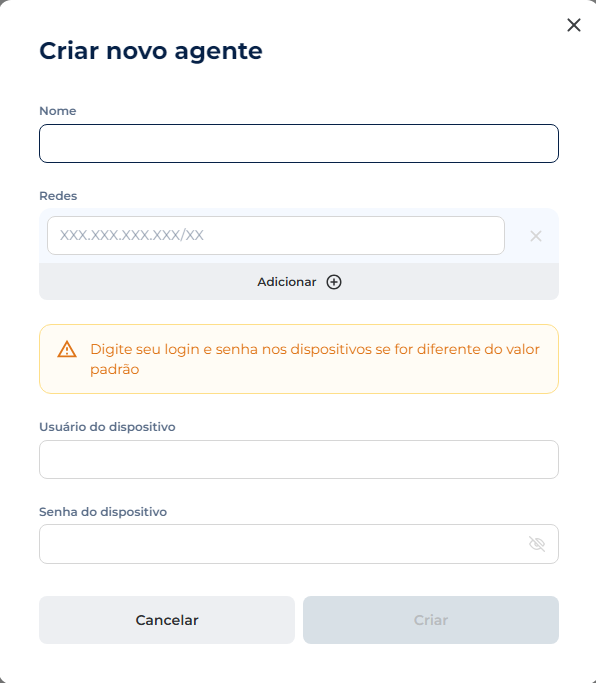 Criar novo agente
Nome
Redes
XXX.XXX.XXX.XXX/XX
Adicionar
Digite seu login e senha nos dispositivos se for diferente do valor
padrão
Usuário do dispositivo
Senha do dispositivo
Cancelar
Criar